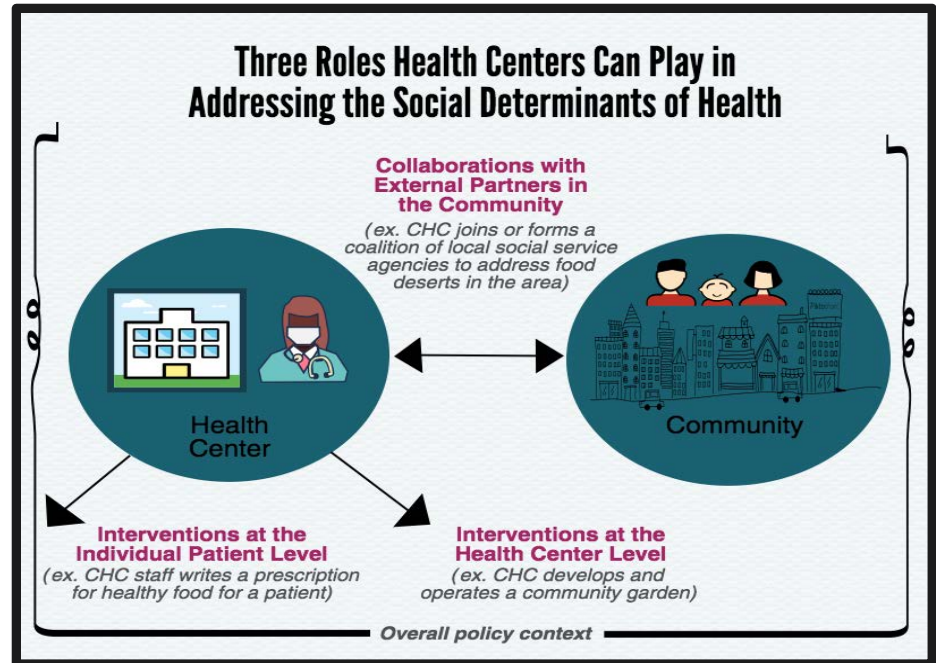 Three Roles Health Centers Can Play in
Addressing the Social Determinants of Health
Collaborations with
External Partners in
the Community
(ex. CHC joins or forms a
coalition of local social service
agencies to address food
deserts in the area)
Health
Center
Community
Interventions at the
Individual Patient Level
(ex. CHC staff writes a prescription
for healthy food for a patient)
Interventions at the
Health Center Level
(ex. CHC develops and
operates a community garden)
Overall policy context